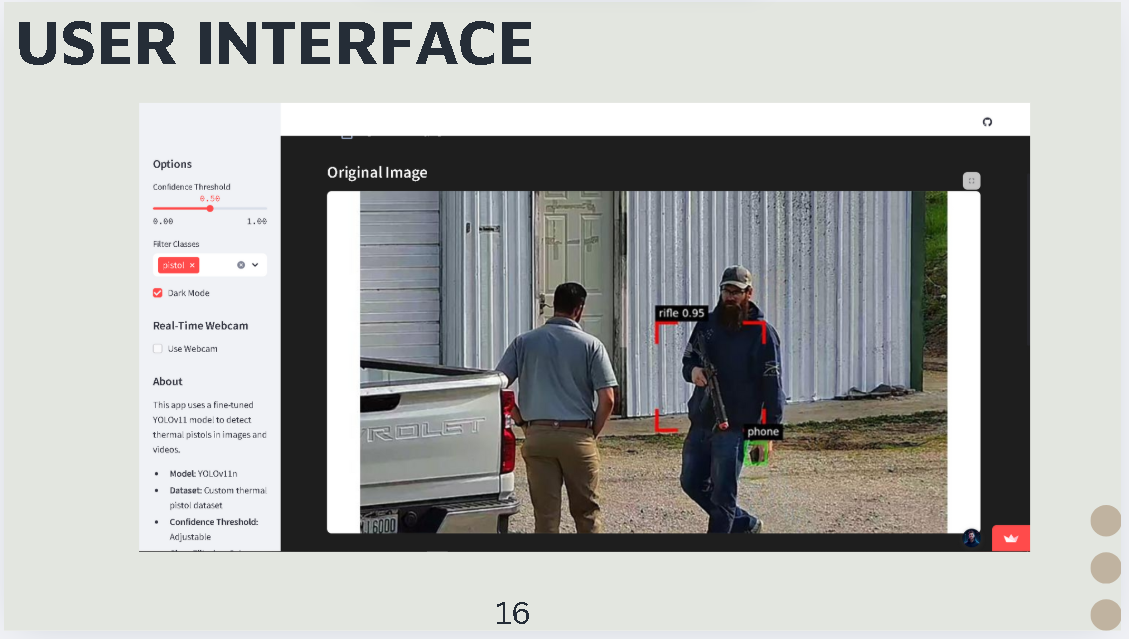 USER INTERFACE
Options
Confidence Threshold
0.50
0.00 1.00
Filter Classes
pistol ×
Dark Mode
Real-Time Webcam
Use Webcam
About
This app uses a fine-tuned
YOLOv11 model to detect
thermal pistols in images and
videos.
• Model: YOLOv11n
• Dataset: Custom thermal
pistol dataset
• Confidence Threshold:
Adjustable
Original Image
rifle 0.95
phone
ROLET
16000
16